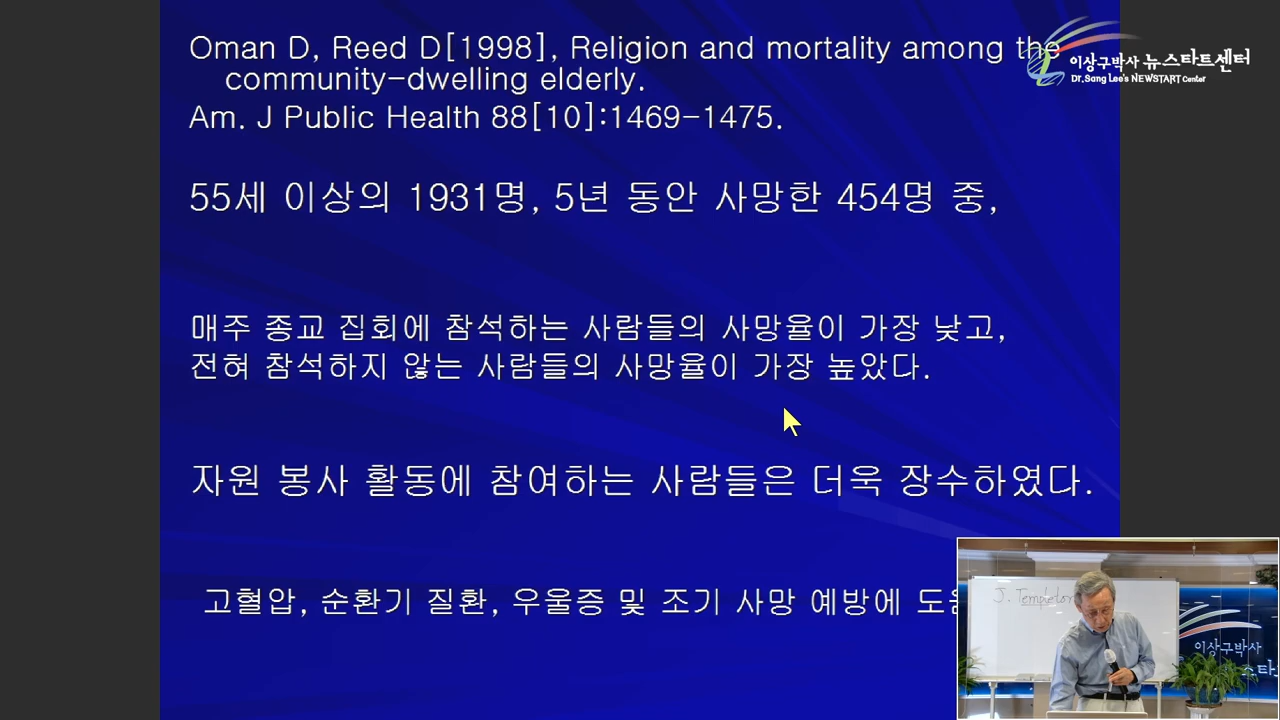 Oman D, Reed D[1998], Religion and mortality among the
community-dwelling elderly.
Am. J Public Health 88[10]:1469-1475.
이상구박사 뉴스타트센터
Dr. Sang Lee's NEWSTART Center
55세 이상의 1931명, 5년 동안 사망한 454명 중,
매주 종교 집회에 참석하는 사람들의 사망율이 가장 낮고,
전혀 참석하지 않는 사람들의 사망율이 가장 높았다.
자원 봉사 활동에 참여하는 사람들은 더욱 장수하였다.
고혈압, 순환기 질환, 우울증 및 조기 사망 예방에
J. Templeton
이상구박사